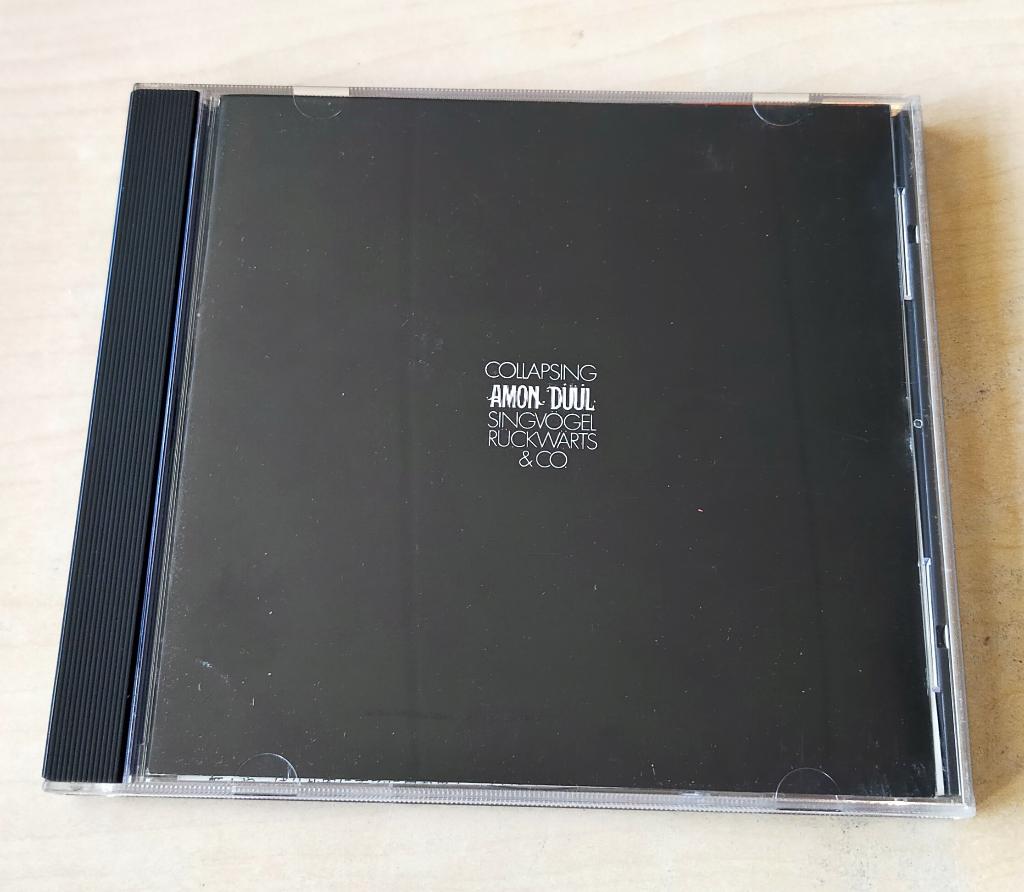 COLLAPSING
AMON DÜÜL
SINGVÖGEL
RÜCKWÄRTS
& CO.